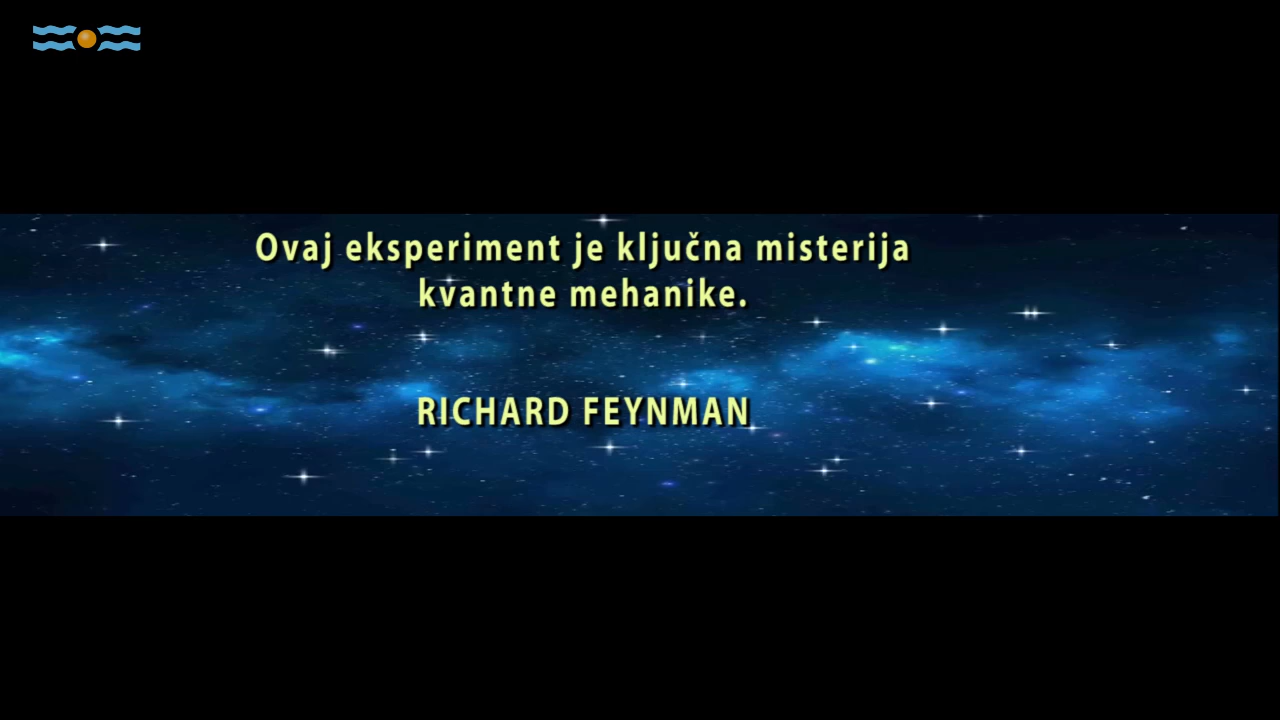 Ovaj eksperiment je ključna misterija
kvantne mehanike.
RICHARD FEYNMAN